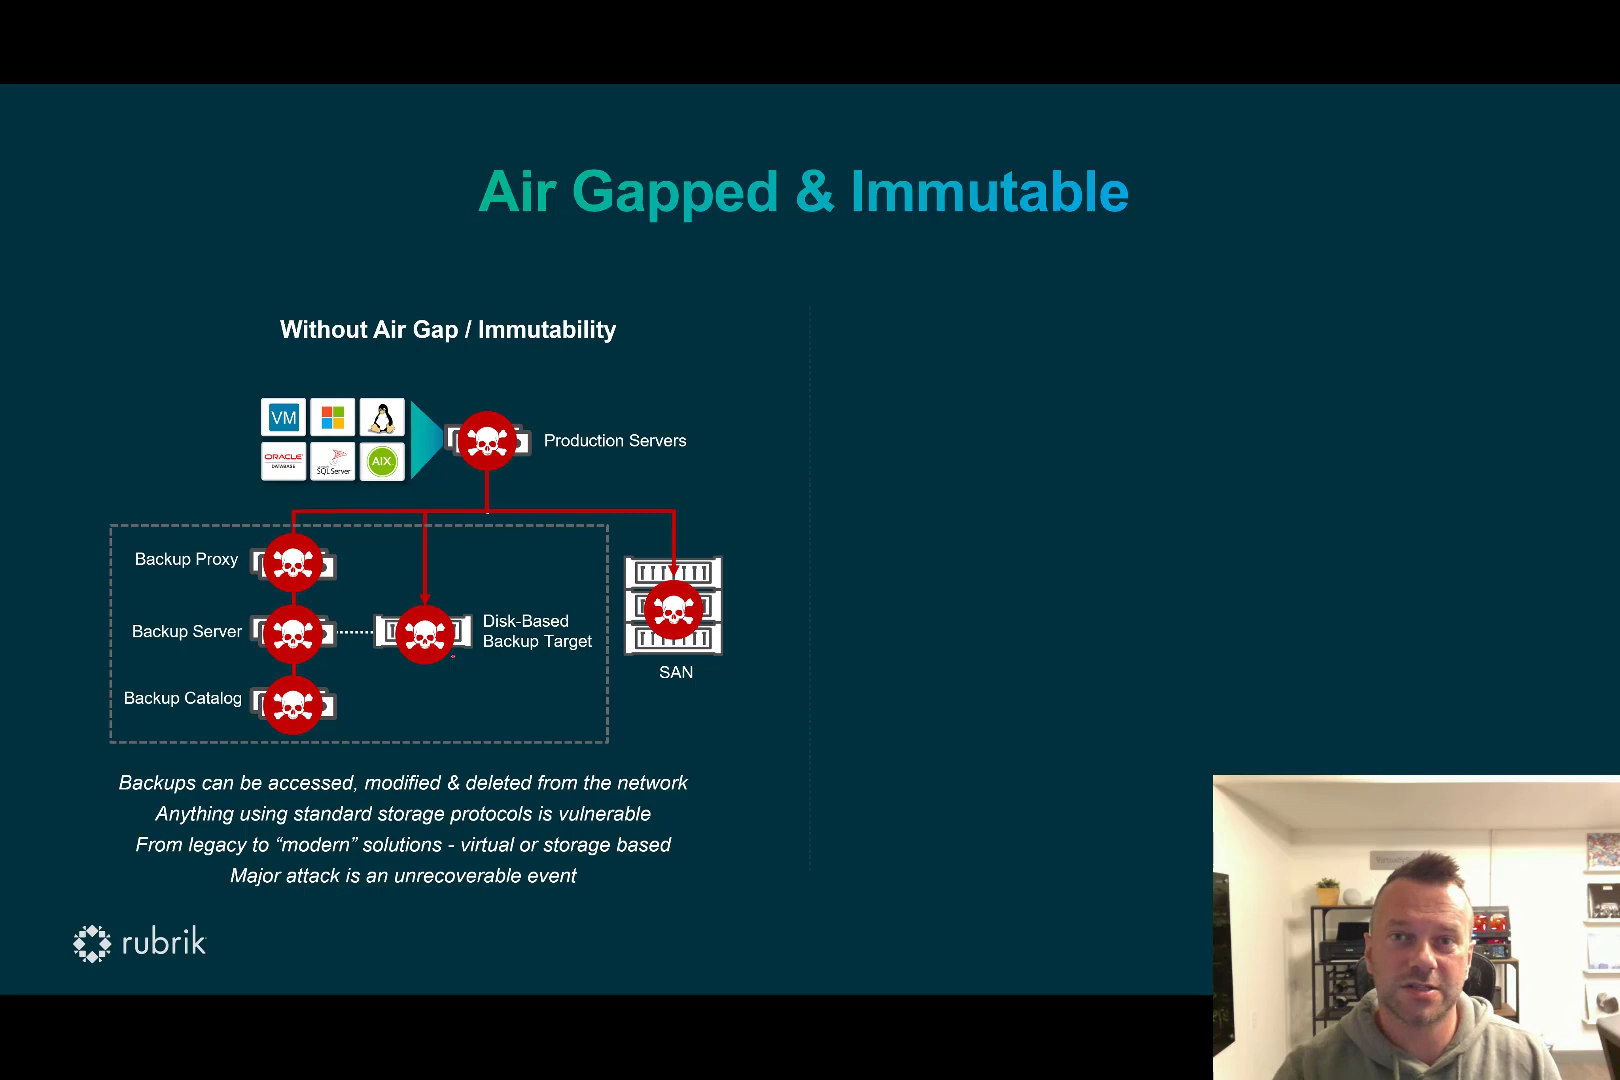 Air Gapped & Immutable
Without Air Gap / Immutability
VM
ORACLE
DATABASE
SQL Server
AIX
Production Servers
Backup Proxy
Backup Server
Disk-Based
Backup Target
Backup Catalog
SAN
Backups can be accessed, modified & deleted from the network
Anything using standard storage protocols is vulnerable
From legacy to “modern” solutions - virtual or storage based
Major attack is an unrecoverable event
rubrik